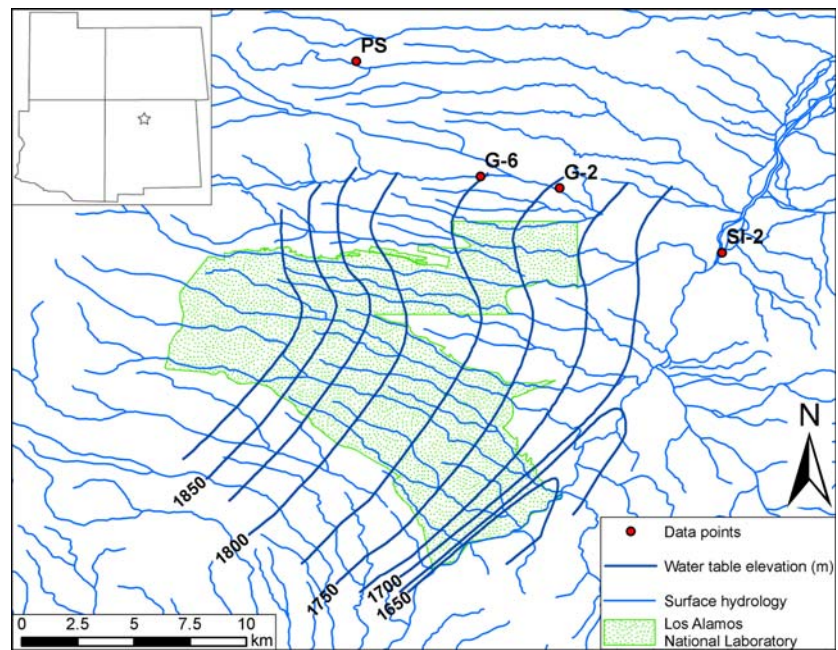 PS
G-6
G-2
SI-2
1850
1800
1750
1700
1650
N
0 2.5 5 7.5 10
km
Data points
Water table elevation (m)
Surface hydrology
Los Alamos
National Laboratory